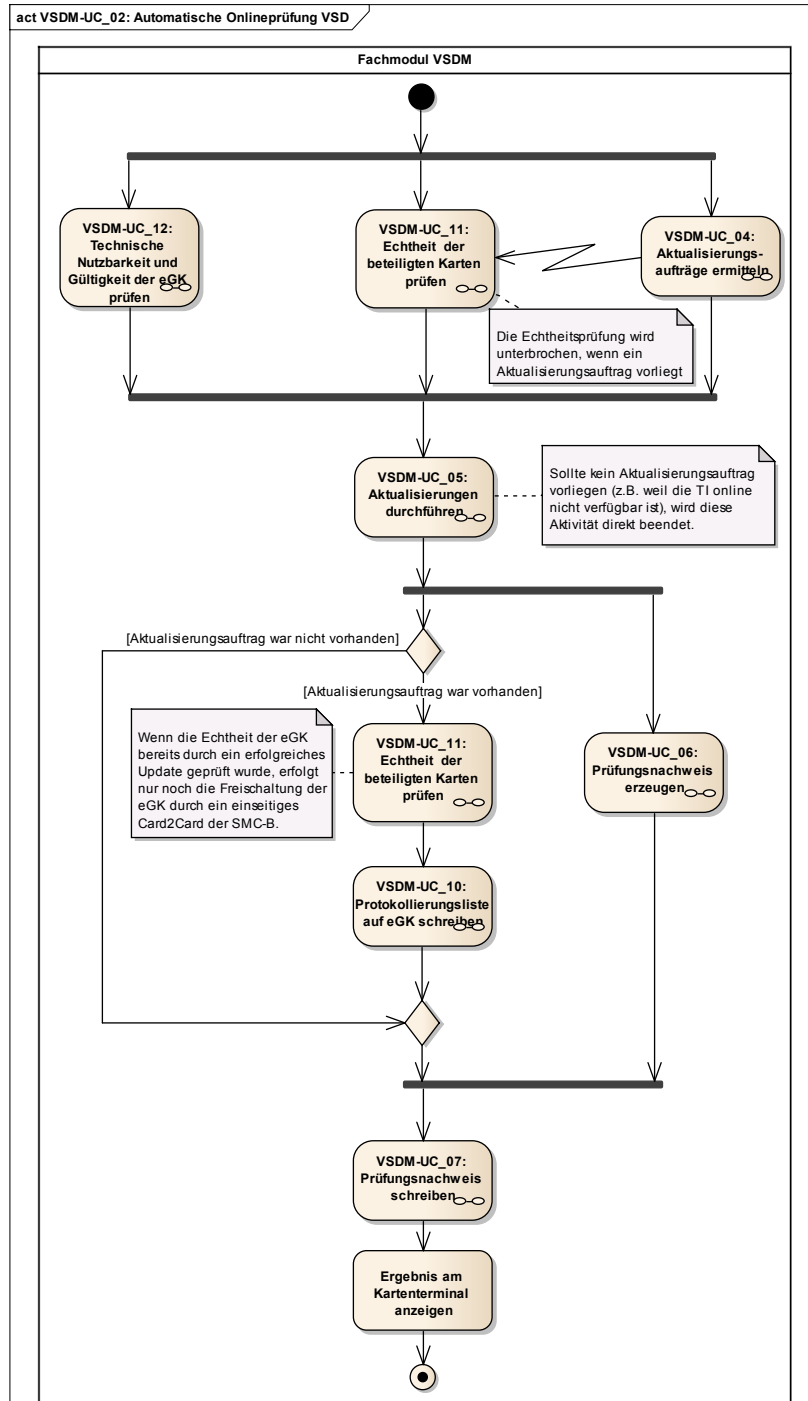 act VSDM-UC_02: Automatische Onlineprüfung VSD
Fachmodul VSDM
VSDM-UC_12:
Technische
Nutzbarkeit und
Gültigkeit der eGK
prüfen
VSDM-UC_11:
Echtheit der
beteiligten Karten
prüfen
VSDM-UC_04:
Aktualisierungs-
aufträge ermitteln
Die Echtheitsprüfung wird
unterbrochen, wenn ein
Aktualisierungsauftrag vorliegt
VSDM-UC_05:
Aktualisierungen
durchführen
Sollte kein Aktualisierungsauftrag
vorliegen (z.B. weil die TI online
nicht verfügbar ist), wird diese
Aktivität direkt beendet.
[Aktualisierungsauftrag war nicht vorhanden]
[Aktualisierungsauftrag war vorhanden]
Wenn die Echtheit der eGK
bereits durch ein erfolgreiches
Update geprüft wurde, erfolgt
nur noch die Freischaltung der
eGK durch ein einseitiges
Card2Card der SMC-B.
VSDM-UC_11:
Echtheit der
beteiligten Karten
prüfen
VSDM-UC_06:
Prüfungsnachweis
erzeugen
VSDM-UC_10:
Protokollierungsliste
auf eGK schreiben
VSDM-UC_07:
Prüfungsnachweis
schreiben
Ergebnis am
Kartenterminal
anzeigen